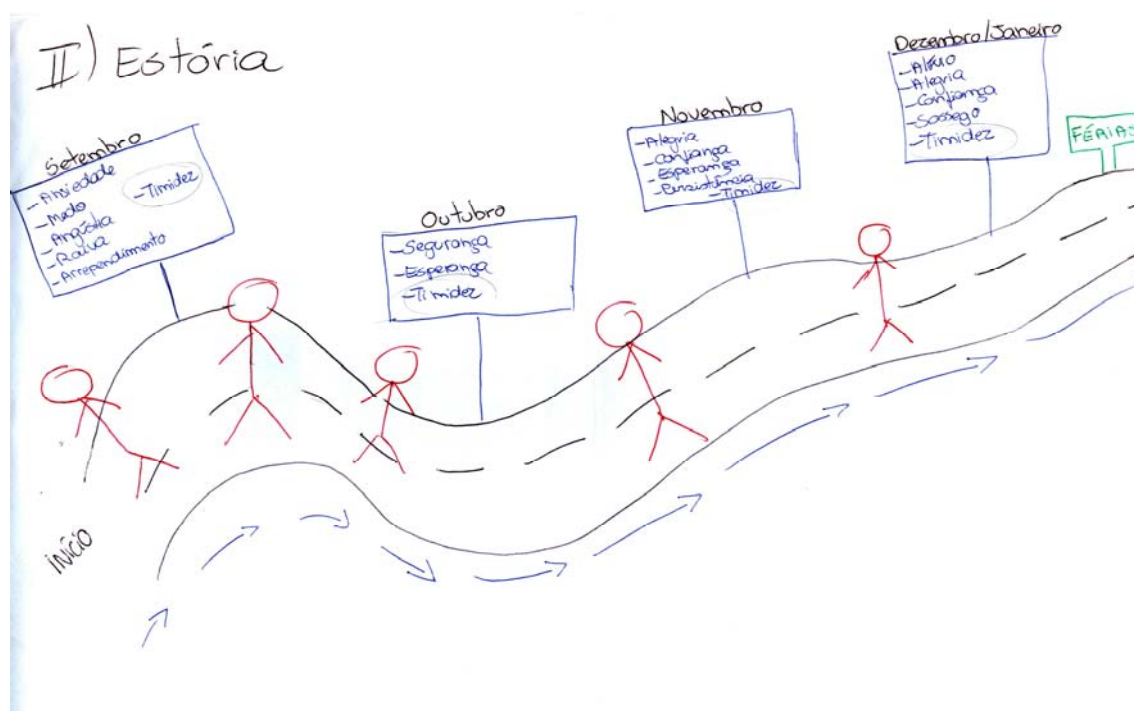 II) Estória
Setembro
-Ansiedade
-Timidez
-Medo
-Angústia
-Raiva
-Arrependimento
Outubro
-Segurança
-Esperança
-Timidez
Novembro
-Alegria
-Confiança
-Esperança
-Persistência
-Timidez
Dezembro/Janeiro
-Alívio
-Alegria
-Confiança
-Sossego
-Timidez
FÉRIAS
INÍCIO